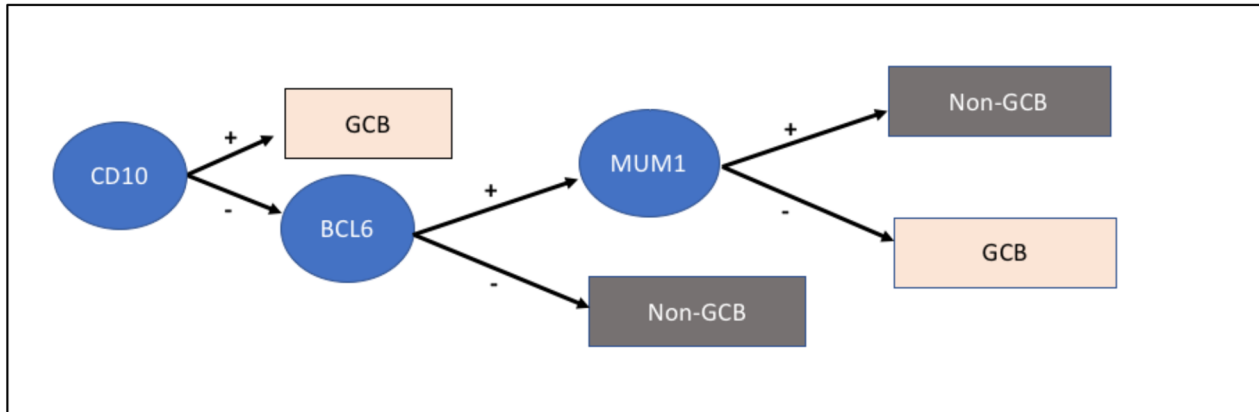 CD10
+
-
GCB
BCL6
+
-
MUM1
Non-GCB
+
-
Non-GCB
GCB